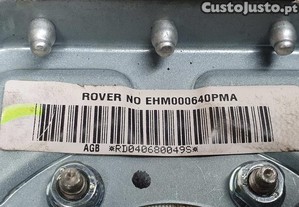 CustoJusto.pt
ROVER NO EHM000640PMA
AGB *RD040680049S*